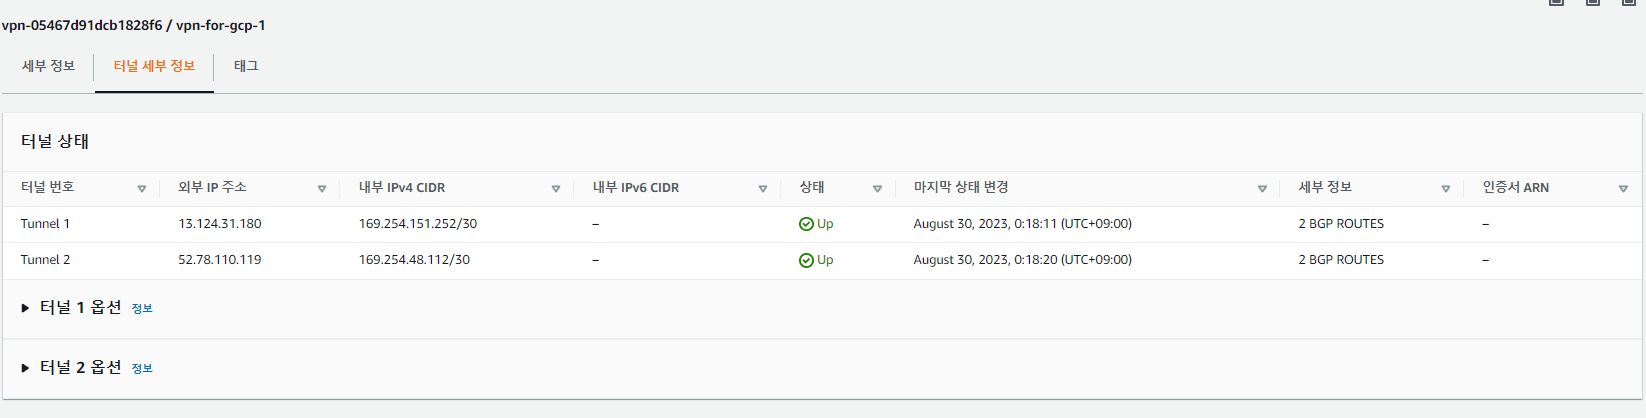 vpn-05467d91dcb1828f6 / vpn-for-gcp-1
세부 정보 터널 세부 정보 태그
터널 상태
터널 번호 외부 IP 주소 내부 IPv4 CIDR 내부 IPv6 CIDR 상태 마지막 상태 변경 세부 정보 인증서 ARN
Tunnel 1 13.124.31.180 169.254.151.252/30 – Up August 30, 2023, 0:18:11 (UTC+09:00) 2 BGP ROUTES –
Tunnel 2 52.78.110.119 169.254.48.112/30 – Up August 30, 2023, 0:18:20 (UTC+09:00) 2 BGP ROUTES –
터널 1 옵션 정보
터널 2 옵션 정보